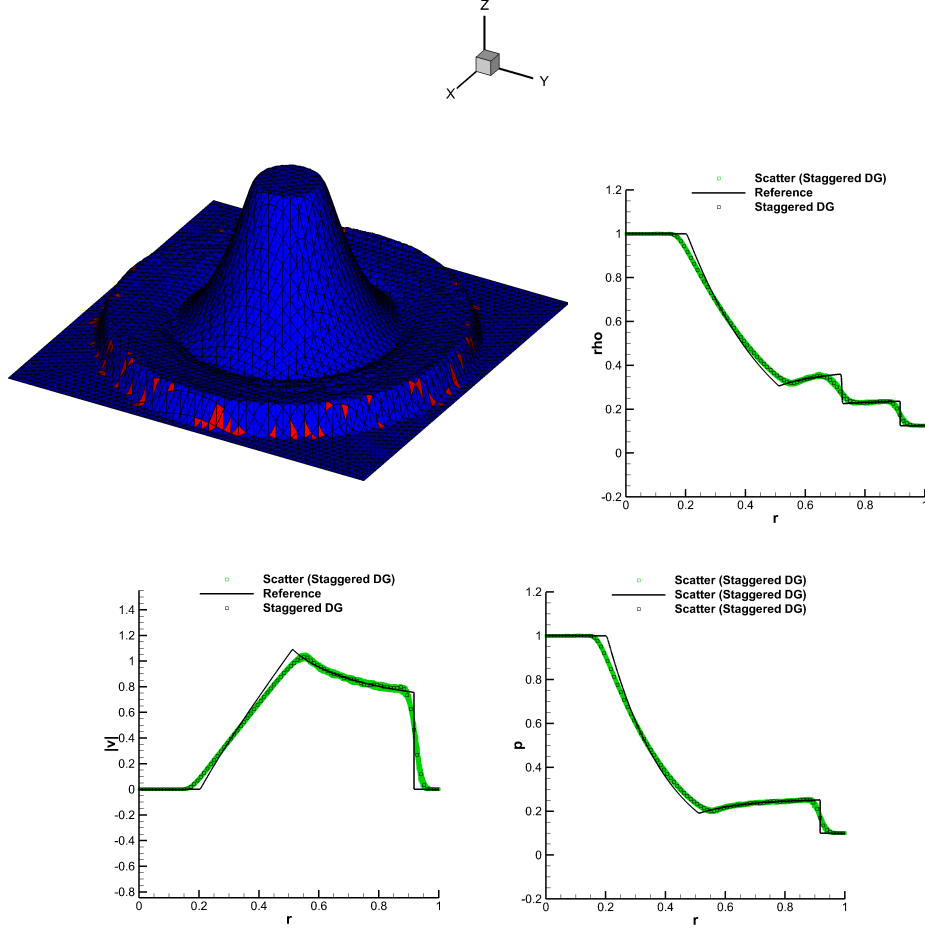 Z
X
Y
Scatter (Staggered DG)
Reference
Staggered DG
1.2
1
0.8
0.6
0.4
0.2
0
-0.2
rho
0 0.2 0.4 0.6 0.8 1
r
Scatter (Staggered DG)
Reference
Staggered DG
1.4
1.2
1
0.8
0.6
0.4
0.2
0
-0.2
-0.4
-0.6
-0.8
|v|
0 0.2 0.4 0.6 0.8 1
r
Scatter (Staggered DG)
Scatter (Staggered DG)
Scatter (Staggered DG)
1.2
1
0.8
0.6
0.4
0.2
0
-0.2
p
0 0.2 0.4 0.6 0.8 1
r